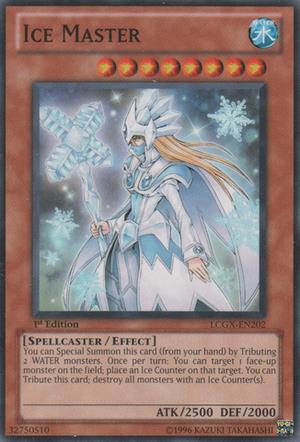 ICE MASTER
WATER
水
1st Edition
LCGX-EN202
[SPELLCASTER / EFFECT]
You can Special Summon this card (from your hand) by Tributing
2 WATER monsters. Once per turn: You can target 1 face-up
monster on the field; place an Ice Counter on that target. You can
Tribute this card; destroy all monsters with an Ice Counter(s).
ATK/2500 DEF/2000
32750510
©1996 KAZUKI TAKAHASHI